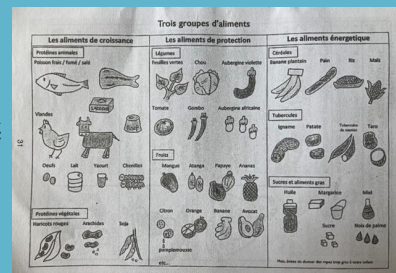 Trois groupes d'aliments
Les aliments de croissance
Protéines animales
Poisson frais / fumé / salé
Viandes
Oeufs Lait Yaourt Chenilles
Protéines végétales
Haricots rouges Arachides Soja
Les aliments de protection
Légumes
Feuilles vertes Chou Aubergine violette
Tomate Gombo Aubergine africaine
Fruits
Mangue Atanga Papaye Ananas
Citron Orange Banane Avocat
pamplemousses
etc..
Les aliments énergétique
Céréales
Banane plantain Pain Riz Maïs
Tubercules
Igname Patate Tubercules de manioc Taro
Sucres et aliments gras
Huile Margarine Miel
Sucre Noix de palme
31